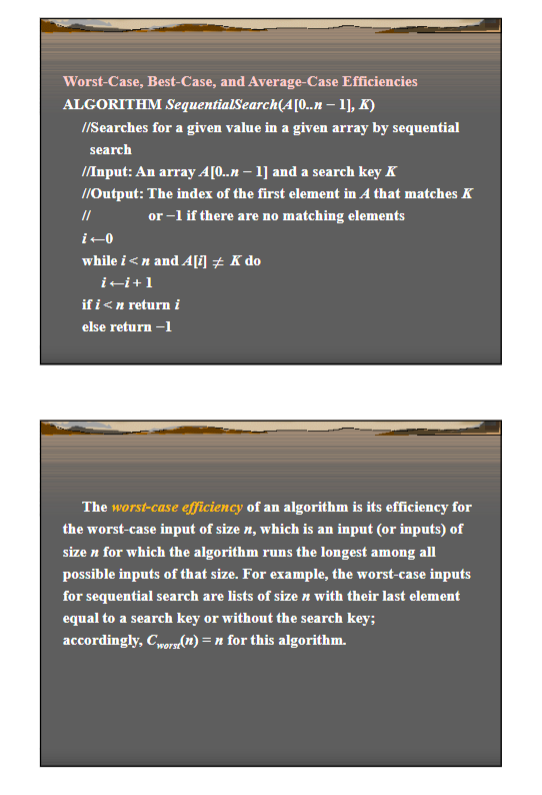 Worst-Case, Best-Case, and Average-Case Efficiencies
ALGORITHM SequentialSearch(A[0..n – 1], K)
//Searches for a given value in a given array by sequential
search
//Input: An array A[0..n – 1] and a search key K
//Output: The index of the first element in A that matches K
// or –1 if there are no matching elements
i ←0
while i < n and A[i] ≠ K do
i ←i + 1
if i < n return i
else return –1
The worst-case efficiency of an algorithm is its efficiency for
the worst-case input of size n, which is an input (or inputs) of
size n for which the algorithm runs the longest among all
possible inputs of that size. For example, the worst-case inputs
for sequential search are lists of size n with their last element
equal to a search key or without the search key;
accordingly, Cworst(n) = n for this algorithm.